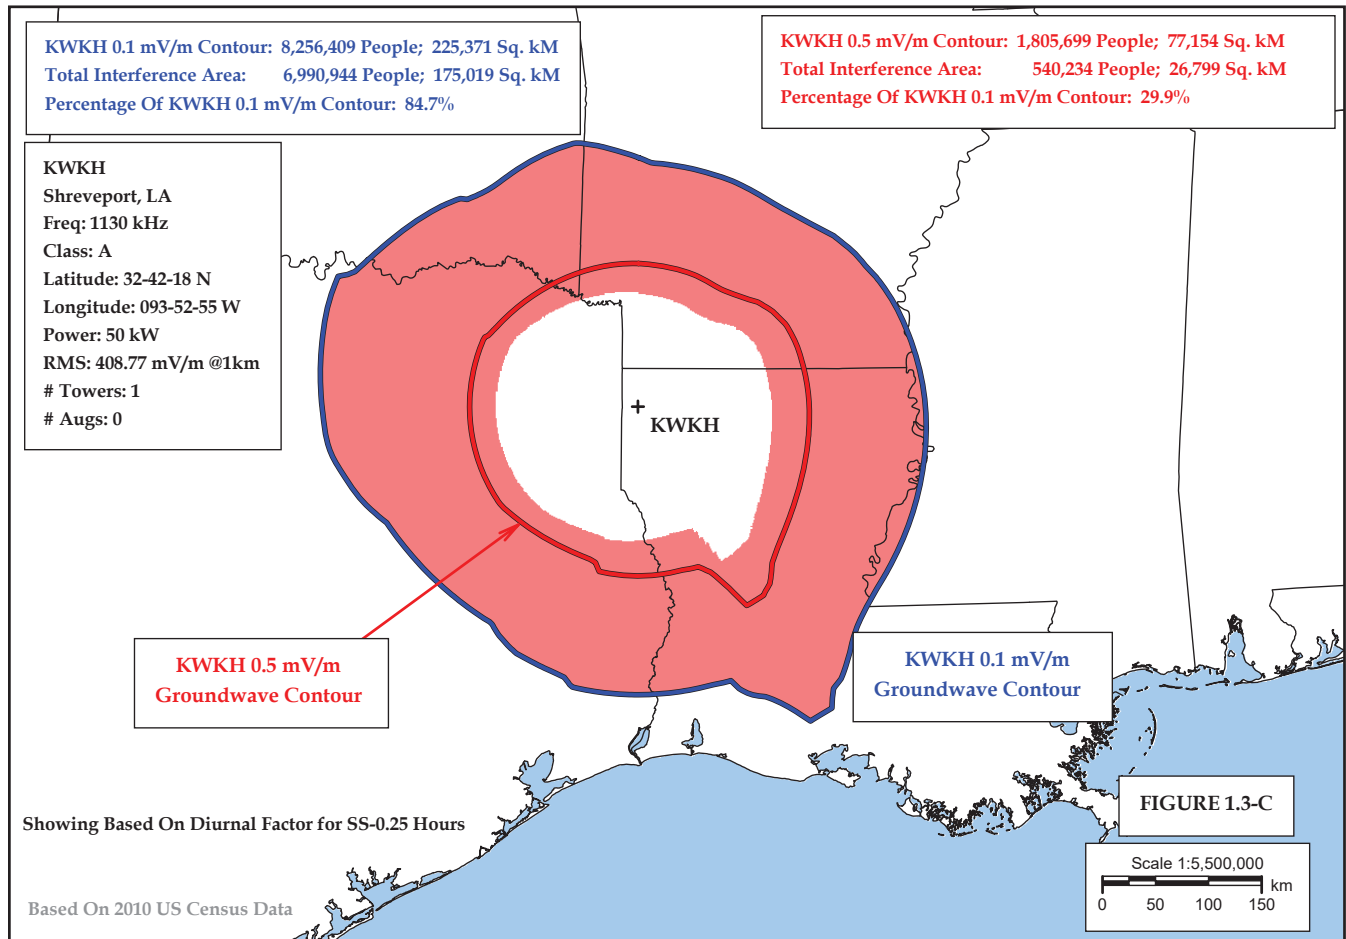 KWKH 0.1 mV/m Contour: 8,256,409 People; 225,371 Sq. kM
Total Interference Area: 6,990,944 People; 175,019 Sq. kM
Percentage Of KWKH 0.1 mV/m Contour: 84.7%
KWKH 0.5 mV/m Contour: 1,805,699 People; 77,154 Sq. kM
Total Interference Area: 540,234 People; 26,799 Sq. kM
Percentage Of KWKH 0.1 mV/m Contour: 29.9%
KWKH
Shreveport, LA
Freq: 1130 kHz
Class: A
Latitude: 32-42-18 N
Longitude: 093-52-55 W
Power: 50 kW
RMS: 408.77 mV/m @1km
# Towers: 1
# Augs: 0
KWKH
KWKH 0.5 mV/m
Groundwave Contour
KWKH 0.1 mV/m
Groundwave Contour
FIGURE 1.3-C
Showing Based On Diurnal Factor for SS-0.25 Hours
Scale 1:5,500,000
km
0 50 100 150
Based On 2010 US Census Data